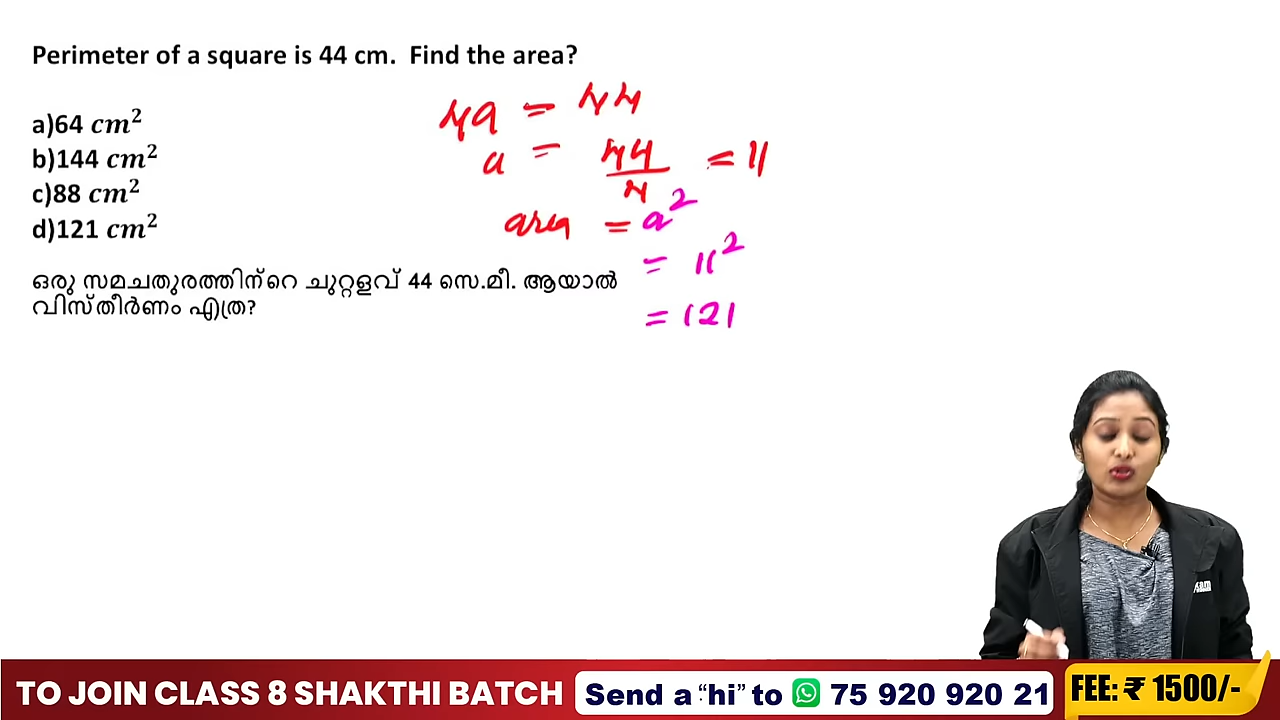 Perimeter of a square is 44 cm. Find the area?
a)64 cm²
b)144 cm²
c)88 cm²
d)121 cm²
ഒരു സമചതുരത്തിന്റെ ചുറ്റളവ് 44 സെ.മീ. ആയാൽ
വിസ്തീർണം എത്ര?
4a = 44
a = 44/4 = 11
area = a²
= 11²
= 121
TO JOIN CLASS 8 SHAKTHI BATCH
Send a “hi” to 75 920 920 21
FEE: ₹ 1500/-